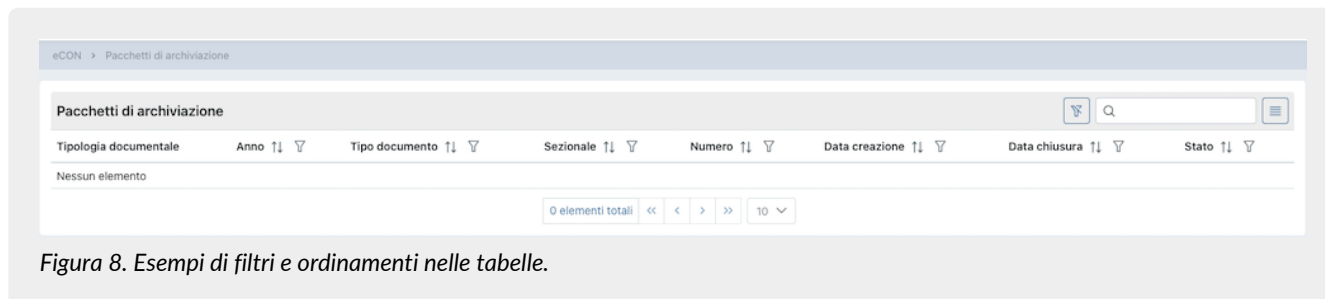 eCON > Pacchetti di archiviazione
Pacchetti di archiviazione
Tipologia documentale Anno Tipo documento Sezionale Numero Data creazione Data chiusura Stato
Nessun elemento
0 elementi totali << < > >> 10
Figura 8. Esempi di filtri e ordinamenti nelle tabelle.